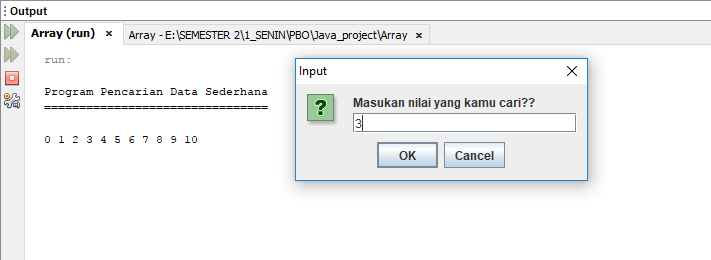 Output
Array (run) × Array - E:\SEMESTER 2\1_SENIN\PBO\Java_project\Array ×
run:
Program Pencarian Data Sederhana
================================
0 1 2 3 4 5 6 7 8 9 10
Input
?
Masukan nilai yang kamu cari??
3
OK Cancel